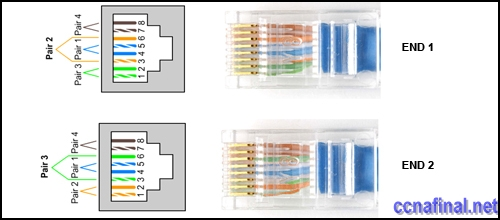 Pair 2
Pair 3
Pair 1
Pair 4
1 2 3 4 5 6 7 8
END 1
Pair 3
Pair 2
Pair 1
Pair 4
1 2 3 4 5 6 7 8
END 2
ccnafinal.net